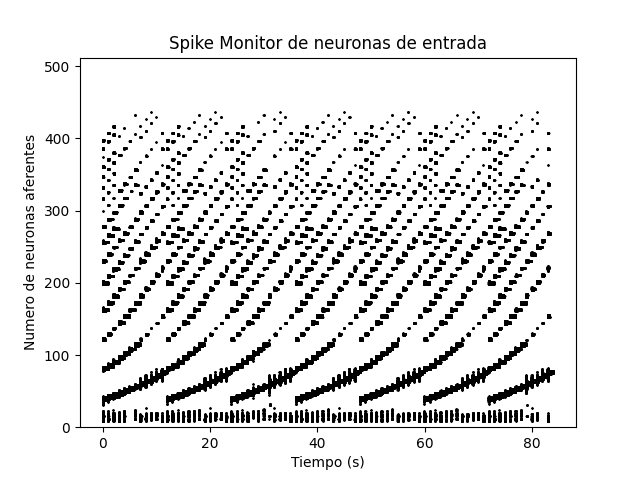 Spike Monitor de neuronas de entrada
500
400
300
200
100
0
Numero de neuronas aferentes
0 20 40 60 80
Tiempo (s)